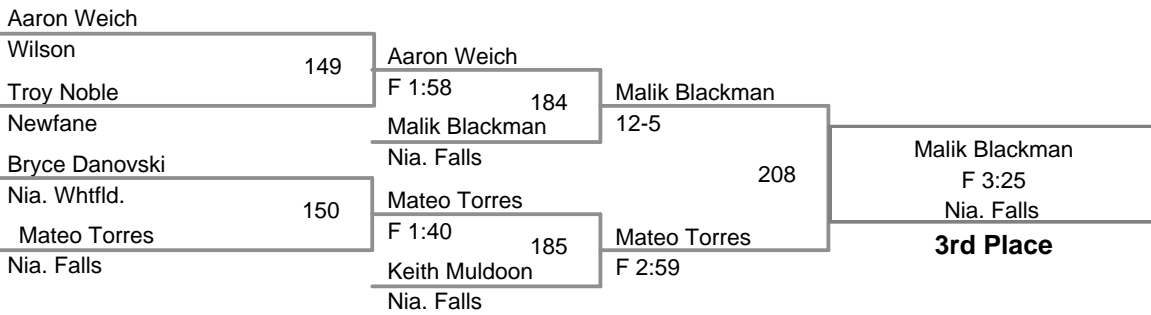 Aaron Weich
Wilson
149
Troy Noble
Newfane
Bryce Danovski
Nia. Whtfld.
150
Mateo Torres
Nia. Falls
Aaron Weich
F 1:58
184
Malik Blackman
Nia. Falls
Mateo Torres
F 1:40
185
Keith Muldoon
Nia. Falls
Malik Blackman
12-5
208
Mateo Torres
F 2:59
Malik Blackman
F 3:25
Nia. Falls
3rd Place